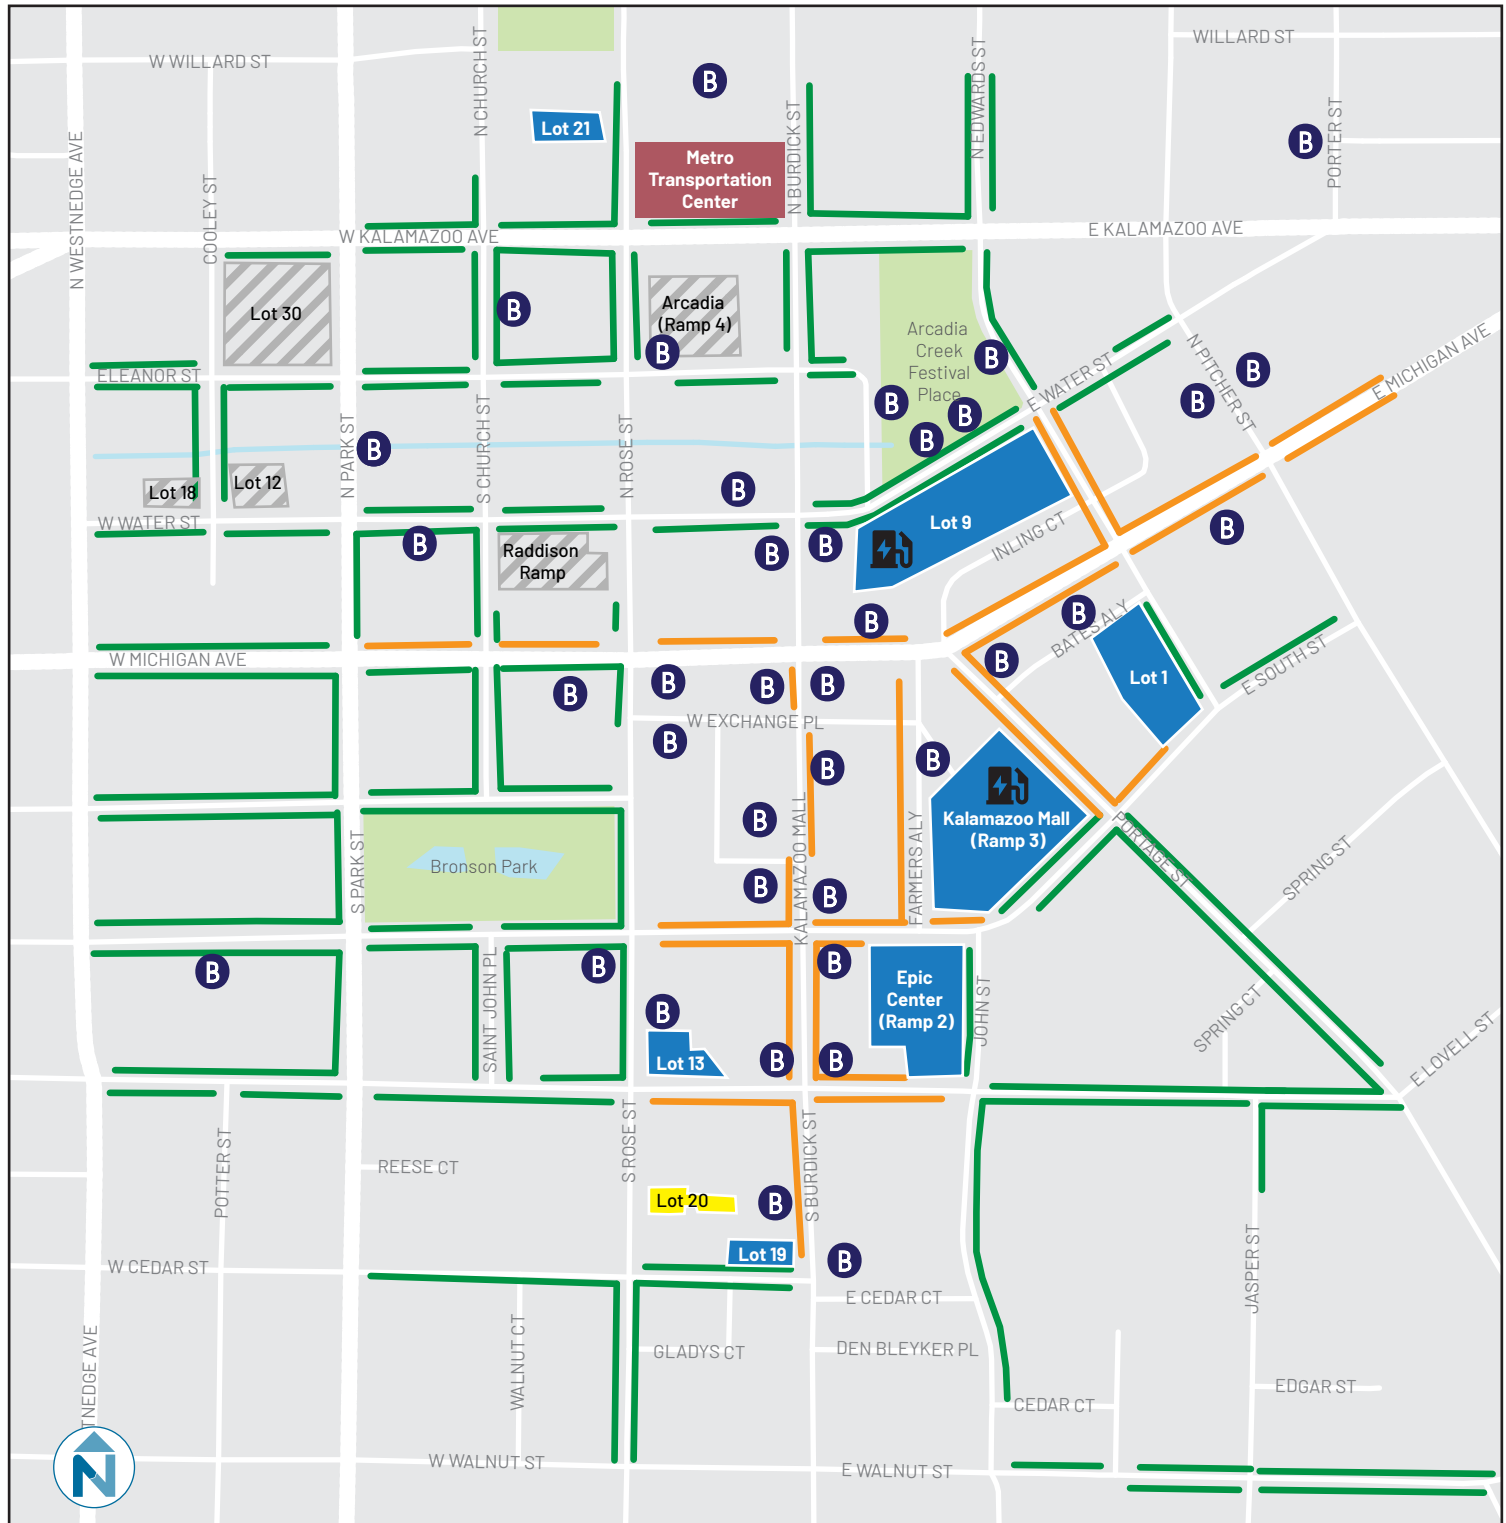 WILLARD ST
W WILLARD ST
N CHURCH ST
N EDWARDS ST
B
Lot 21
N BURDICK ST
PORTER ST
B
N WESTNEDGE AVE
Metro
Transportation
Center
COOLEY ST
E KALAMAZOO AVE
W KALAMAZOO AVE
Lot 30
B
Arcadia
(Ramp 4)
B
Arcadia
Creek
Festival
Place
B
B
B
B
E WATER ST
N PITCHER ST
B
B
E MICHIGAN AVE
ELEANOR ST
N PARK ST
B
S CHURCH ST
N ROSE ST
Lot 18
Lot 12
B
W WATER ST
B
Raddison
Ramp
B
B
Lot 9
INLING CT
B
B
B
BATES ALY
B
Lot 1
E SOUTH ST
W MICHIGAN AVE
B
B
B
B
W EXCHANGE PL
B
B
B
Kalamazoo Mall
(Ramp 3)
B
KALAMAZOO MALL
FARMERS ALY
PORTAGE ST
SPRING ST
S PARK ST
Bronson Park
B
B
B
SAINT JOHN PL
B
B
Epic
Center
(Ramp 2)
JOHN ST
SPRING CT
E LOVELL ST
B
Lot 13
B
B
POTTER ST
REESE CT
S ROSE ST
S BURDICK ST
Lot 20
B
Lot 19
B
W CEDAR ST
E CEDAR CT
JASPER ST
WALNUT CT
GLADYS CT
DEN BLEYKER PL
EDGAR ST
CEDAR CT
TNEDGE AVE
N
W WALNUT ST
E WALNUT ST